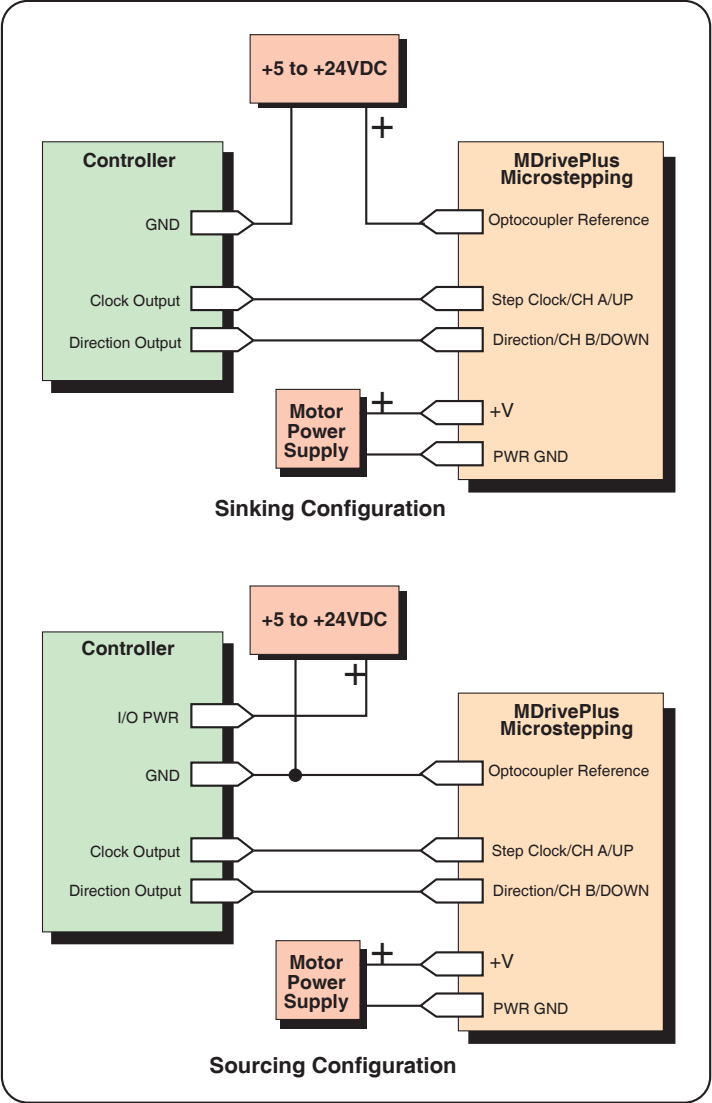 +5 to +24VDC
+
Controller
MDrivePlus
Microstepping
GND
Optocoupler Reference
Clock Output
Step Clock/CH A/UP
Direction Output
Direction/CH B/DOWN
Motor
Power
Supply
+
+V
PWR GND
Sinking Configuration
+5 to +24VDC
+
Controller
I/O PWR
MDrivePlus
Microstepping
GND
Optocoupler Reference
Clock Output
Step Clock/CH A/UP
Direction Output
Direction/CH B/DOWN
Motor
Power
Supply
+
+V
PWR GND
Sourcing Configuration